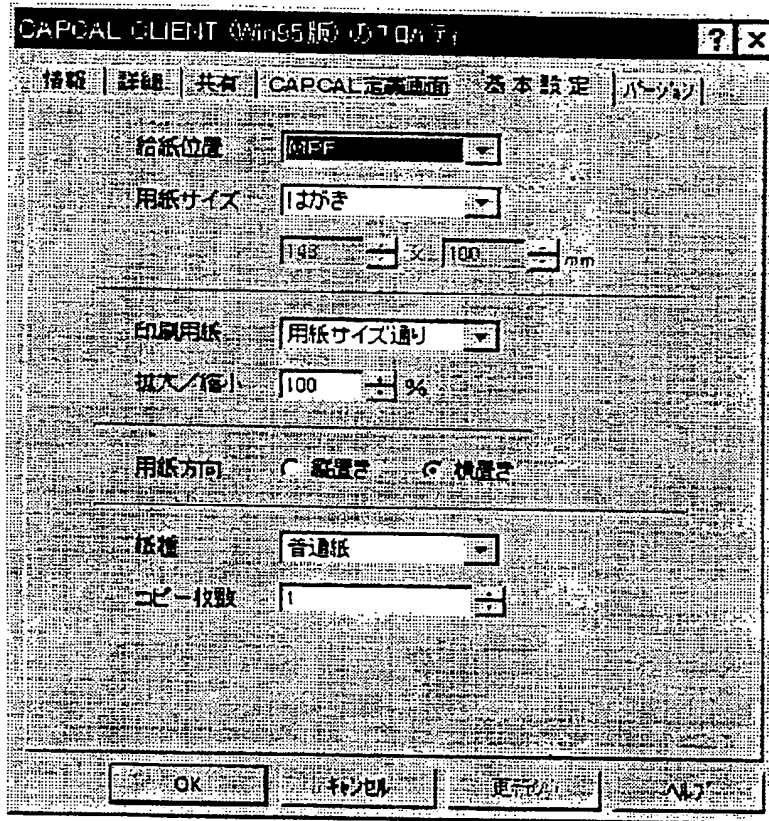 CAPCAL CLIENT (Win95版) のプロパティ
情報 詳細 共有 CAPCAL定義画面 基本設定 バージョン
給紙位置
用紙サイズ はがき
148 × 100 mm
印刷用紙 用紙サイズ通り
拡大/縮小 100 %
用紙方向 縦置き 横置き
紙種 普通紙
コピー枚数 1
OK キャンセル ヘルプ